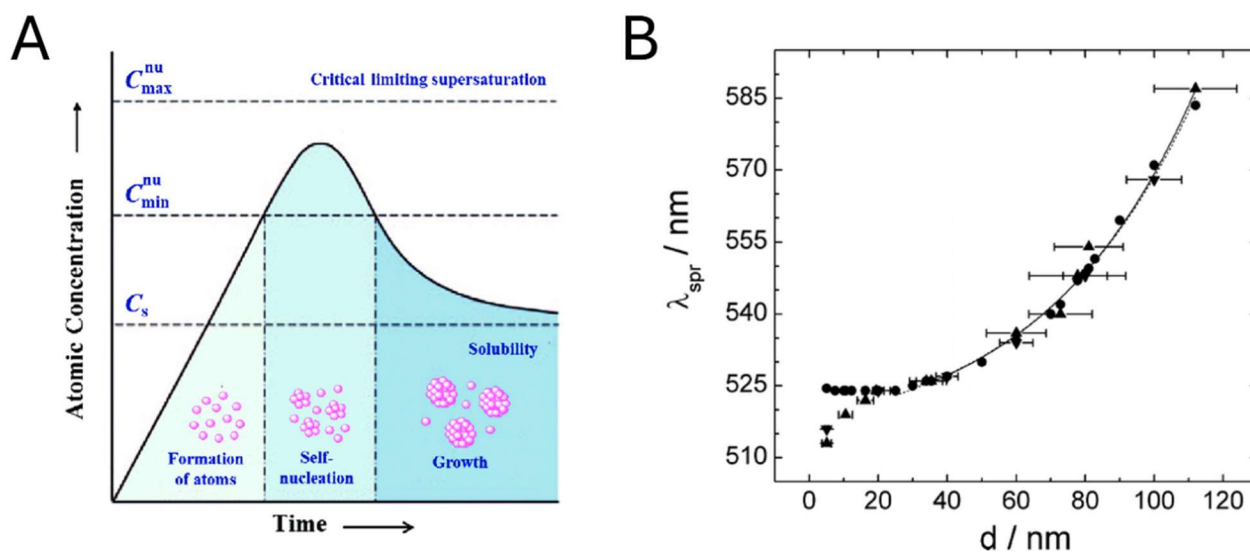 A
C^nu_max
Critical limiting supersaturation
C^nu_min
C_s
Solubility
Formation
of atoms
Self-
nucleation
Growth
Atomic Concentration
Time
B
585
570
555
540
525
510
λ_spr / nm
0 20 40 60 80 100 120
d / nm